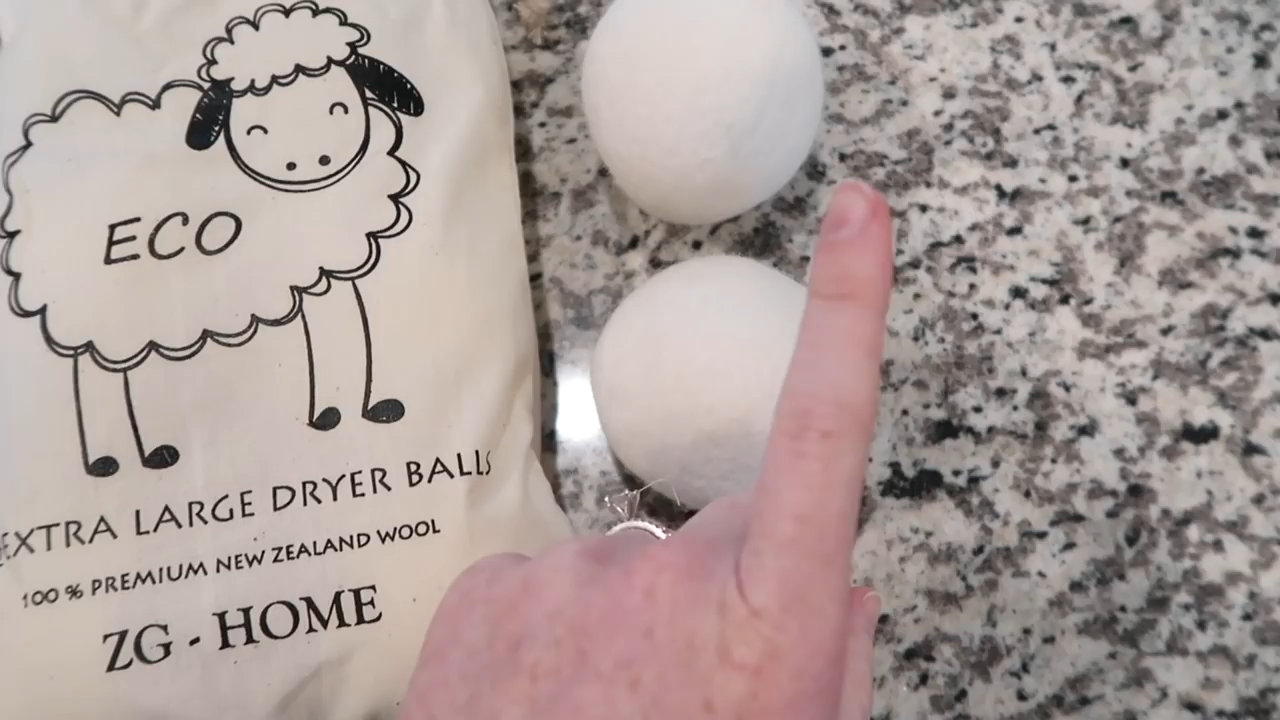 ECO
EXTRA LARGE DRYER BALLS
100 % PREMIUM NEW ZEALAND WOOL
ZG - HOME